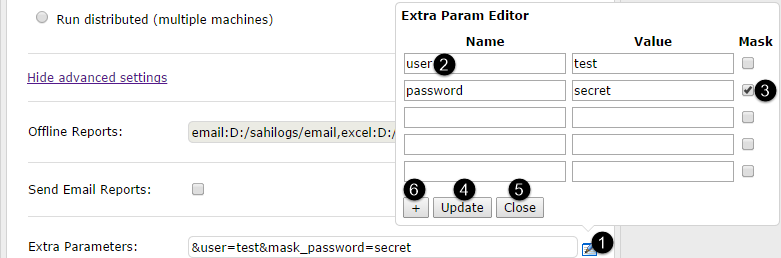 Run distributed (multiple machines)
Hide advanced settings
Offline Reports:
email:D:/sahilogs/email,excel:D:/
Send Email Reports:
Extra Parameters:
&user=test&mask_password=secret
1
Extra Param Editor
Name Value Mask
user 2 test
password secret 3
6 4 5
+ Update Close